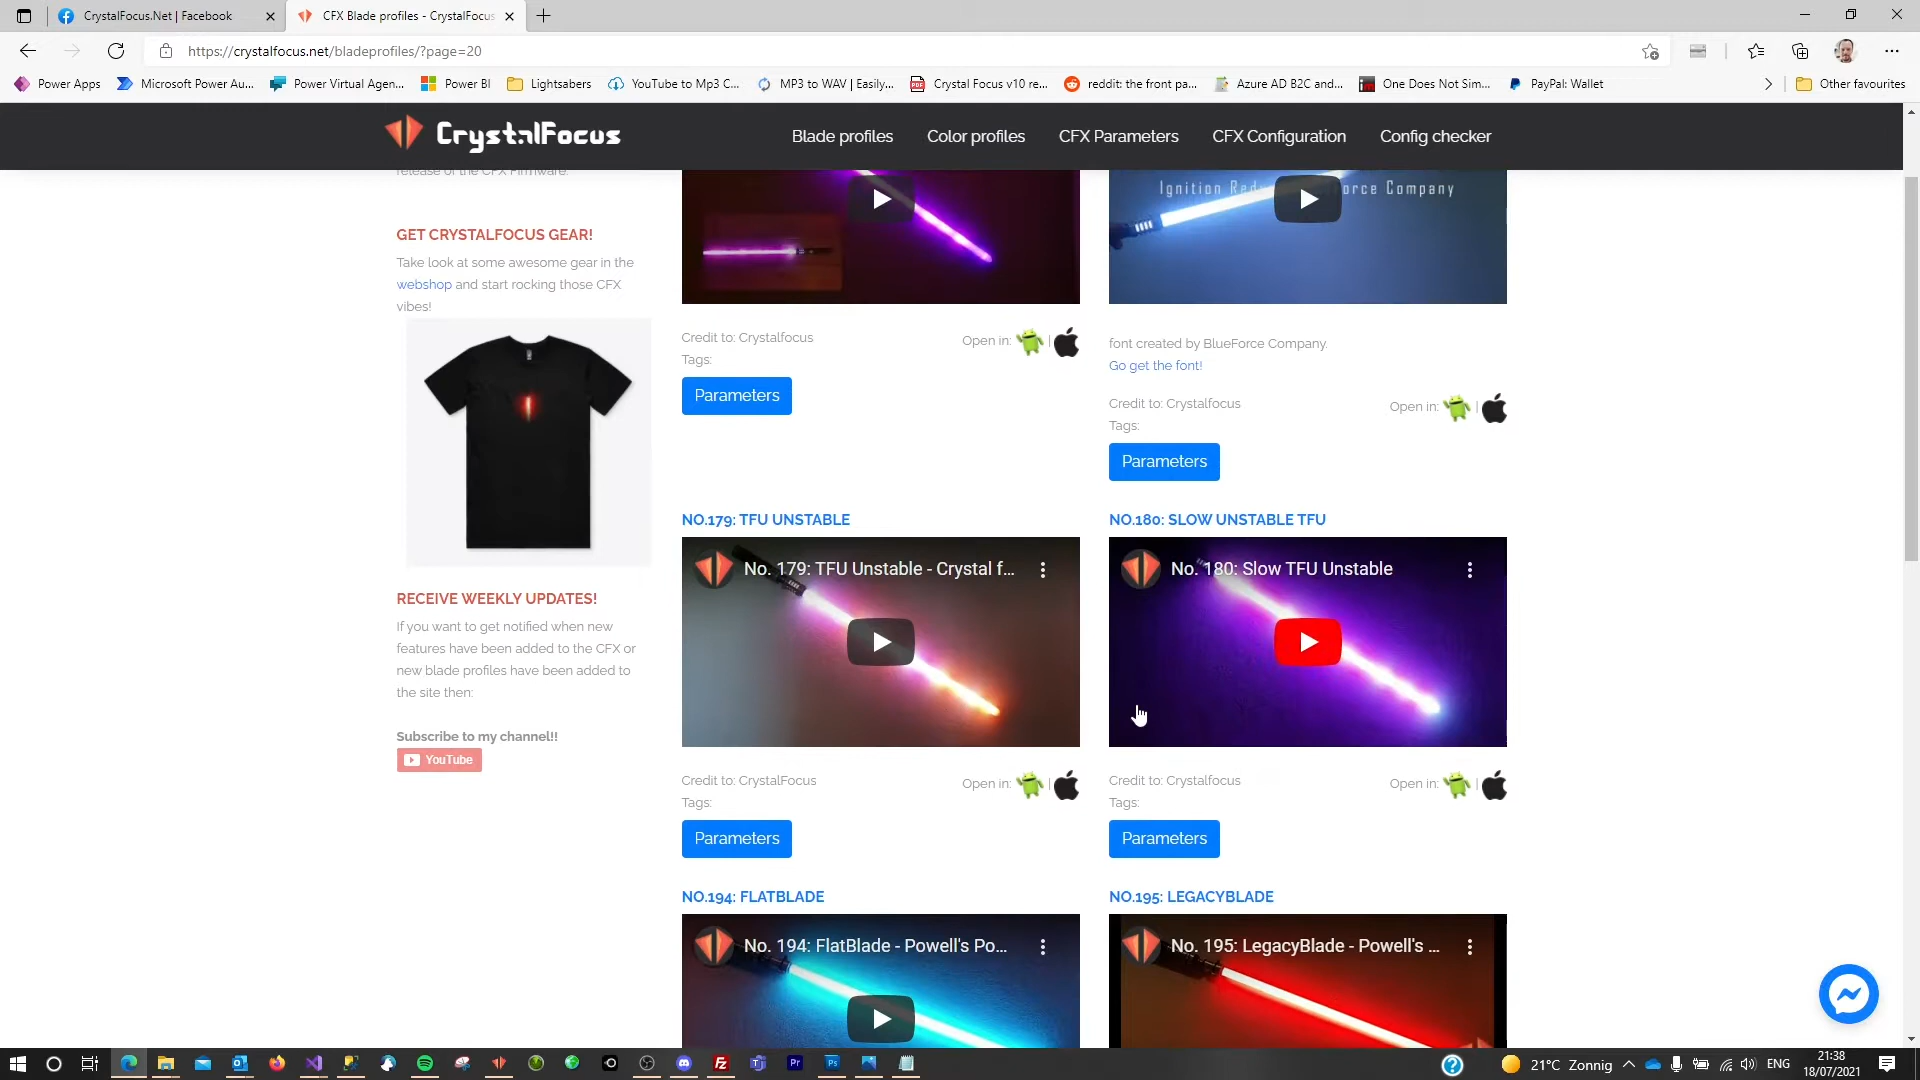 CrystalFocus.Net | Facebook
CFX Blade profiles - CrystalFocus
https://crystalfocus.net/bladeprofiles/?page=20
Power Apps
Microsoft Power Au...
Power Virtual Agen...
Power BI
Lightsabers
YouTube to Mp3 C...
MP3 to WAV | Easily...
Crystal Focus v10 re...
reddit: the front pa...
Azure AD B2C and...
One Does Not Sim...
PayPal: Wallet
Other favourites
CrystalFocus
Blade profiles
Color profiles
CFX Parameters
CFX Configuration
Config checker
release of the CFX Firmware.
GET CRYSTALFOCUS GEAR!
Take look at some awesome gear in the
webshop and start rocking those CFX
vibes!
RECEIVE WEEKLY UPDATES!
If you want to get notified when new
features have been added to the CFX or
new blade profiles have been added to
the site then:
Subscribe to my channel!!
YouTube
Credit to: Crystalfocus
Open in: |
Tags:
Parameters
Ignition
orce Company
font created by BlueForce Company.
Go get the font!
Credit to: Crystalfocus
Open in: |
Tags:
Parameters
NO.179: TFU UNSTABLE
No. 179: TFU Unstable - Crystal f...
Credit to: CrystalFocus
Open in: |
Tags:
Parameters
NO.180: SLOW UNSTABLE TFU
No. 180: Slow TFU Unstable
Credit to: Crystalfocus
Open in: |
Tags:
Parameters
NO.194: FLATBLADE
No. 194: FlatBlade - Powell's Po...
NO.195: LEGACYBLADE
No. 195: LegacyBlade - Powell's ...
21°C Zonnig
ENG
21:38
18/07/2021